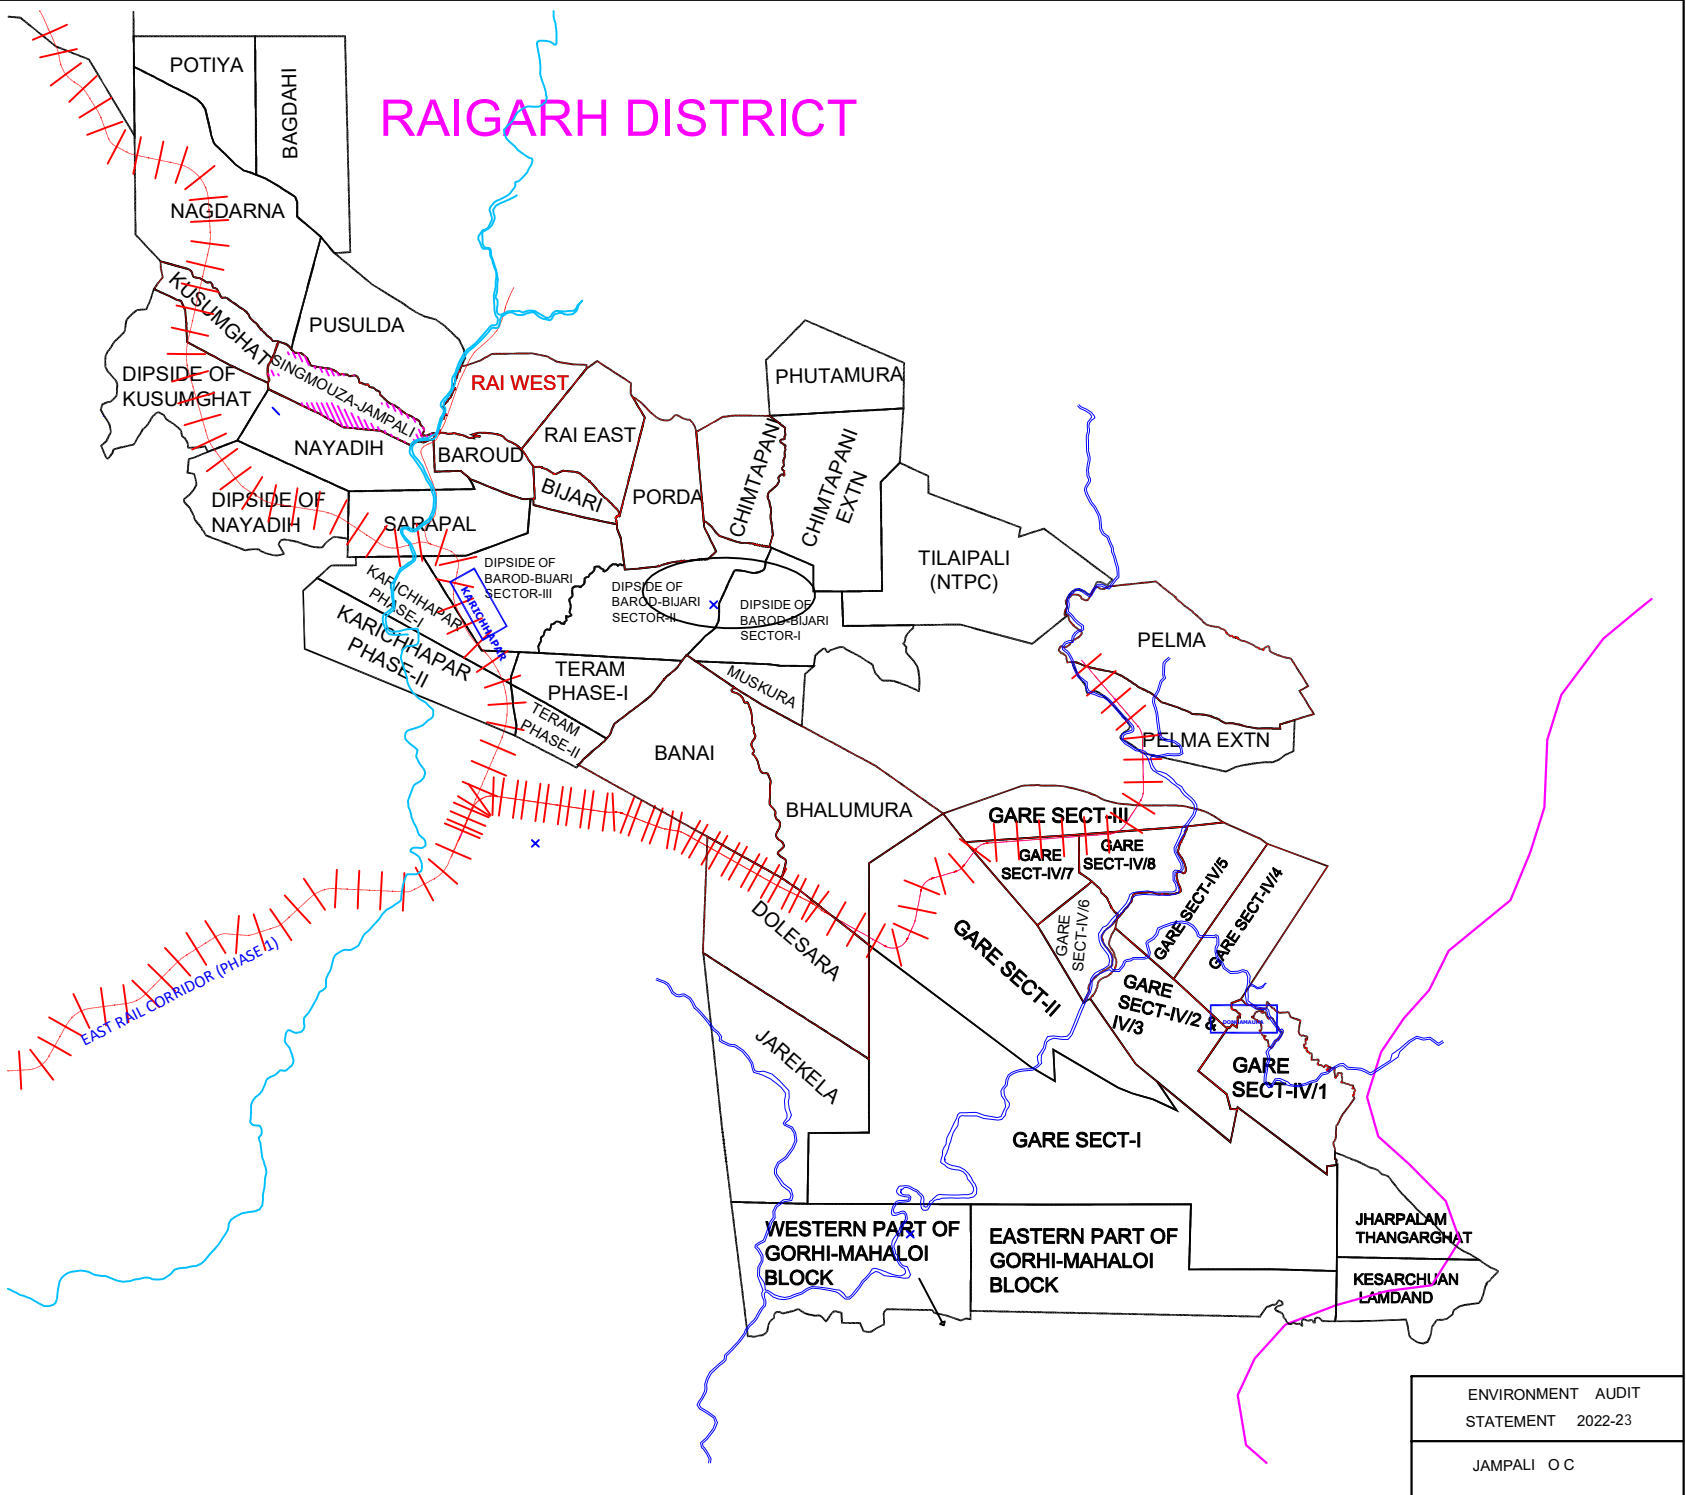 RAIGARH DISTRICT
POTIYA
BAGDAHI
NAGDARNA
KUSUMGHAT
PUSULDA
SINGMOUZA-JAMPALI
DIPSIDE OF
KUSUMGHAT
NAYADIH
DIPSIDE OF
NAYADIH
SARAPAL
RAI WEST
RAI EAST
BAROUD
BIJARI
PORDA
CHIMTAPANI
PHUTAMURA
CHIMTAPANI
EXTN
TILAIPALI
(NTPC)
PELMA
PELMA EXTN
KARICHHAPAR
PHASE-I
KARICHHAPAR
PHASE-II
KARICHHAPAR
DIPSIDE OF
BAROD-BIJARI
SECTOR-III
DIPSIDE OF
BAROD-BIJARI
SECTOR-II
DIPSIDE OF
BAROD-BIJARI
SECTOR-I
TERAM
PHASE-I
TERAM
PHASE-II
MUSKURA
BANAI
BHALUMURA
DOLESARA
JAREKELA
EAST RAIL CORRIDOR (PHASE-1)
GARE SECT-III
GARE
SECT-IV/7
GARE
SECT-IV/8
GARE
SECT-IV/6
GARE SECT-IV/5
GARE SECT-IV/4
GARE SECT-II
GARE
SECT-IV/2 &
IV/3
DONGAMAUHA
GARE
SECT-IV/1
GARE SECT-I
WESTERN PART OF
GORHI-MAHALOI
BLOCK
EASTERN PART OF
GORHI-MAHALOI
BLOCK
JHARPALAM
THANGARGHAT
KESARCHUAN
LAMDAND
ENVIRONMENT AUDIT
STATEMENT 2022-23
JAMPALI O C